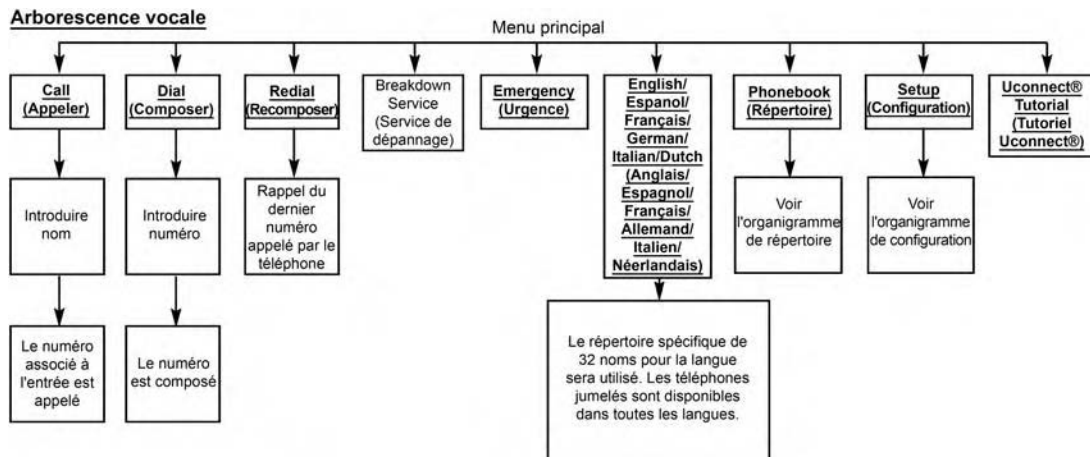 Arborescence vocale
Menu principal
Call
(Appeler)
Dial
(Composer)
Redial
(Recomposer)
Breakdown
Service
(Service de
dépannage)
Emergency
(Urgence)
English/
Espanol/
Français/
German/
Italian/Dutch
(Anglais/
Espagnol/
Français/
Allemand/
Italien/
Néerlandais)
Phonebook
(Répertoire)
Setup
(Configuration)
Uconnect®
Tutorial
(Tutoriel
Uconnect®)
Introduire
nom
Introduire
numéro
Rappel du
dernier
numéro
appelé par le
téléphone
Voir
l'organigramme
de répertoire
Voir
l'organigramme
de configuration
Le numéro
associé à
l'entrée est
appelé
Le numéro
est composé
Le répertoire spécifique de
32 noms pour la langue
sera utilisé. Les téléphones
jumelés sont disponibles
dans toutes les langues.